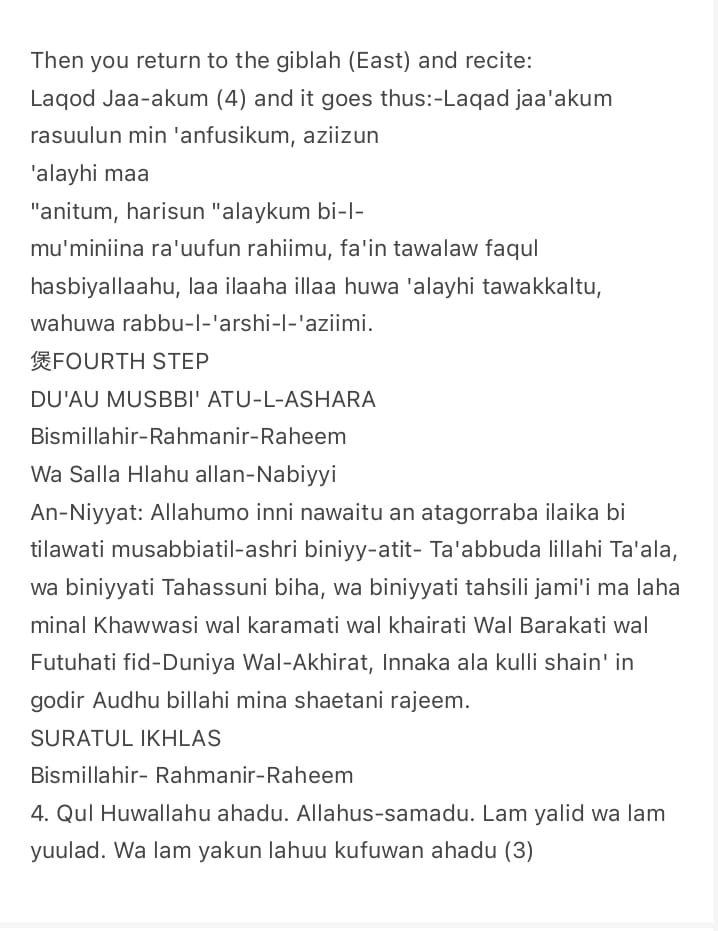 Then you return to the giblah (East) and recite:
Laqod Jaa-akum (4) and it goes thus:-Laqad jaa'akum
rasuulun min 'anfusikum, aziizun
'alayhi maa
"anitum, harisun "alaykum bi-l-
mu'miniina ra'uufun rahiimu, fa'in tawalaw faqul
hasbiyallaahu, laa ilaaha illaa huwa 'alayhi tawakkaltu,
wahuwa rabbu-l-'arshi-l-'aziimi.
煲FOURTH STEP
DU'AU MUSBBI' ATU-L-ASHARA
Bismillahir-Rahmanir-Raheem
Wa Salla Hlahu allan-Nabiyyi
An-Niyyat: Allahumo inni nawaitu an atagorraba ilaika bi
tilawati musabbiatil-ashri biniyy-atit- Ta'abbuda lillahi Ta'ala,
wa biniyyati Tahassuni biha, wa biniyyati tahsili jami'i ma laha
minal Khawwasi wal karamati wal khairati Wal Barakati wal
Futuhati fid-Duniya Wal-Akhirat, Innaka ala kulli shain' in
godir Audhu billahi mina shaetani rajeem.
SURATUL IKHLAS
Bismillahir- Rahmanir-Raheem
4. Qul Huwallahu ahadu. Allahus-samadu. Lam yalid wa lam
yuulad. Wa lam yakun lahuu kufuwan ahadu (3)